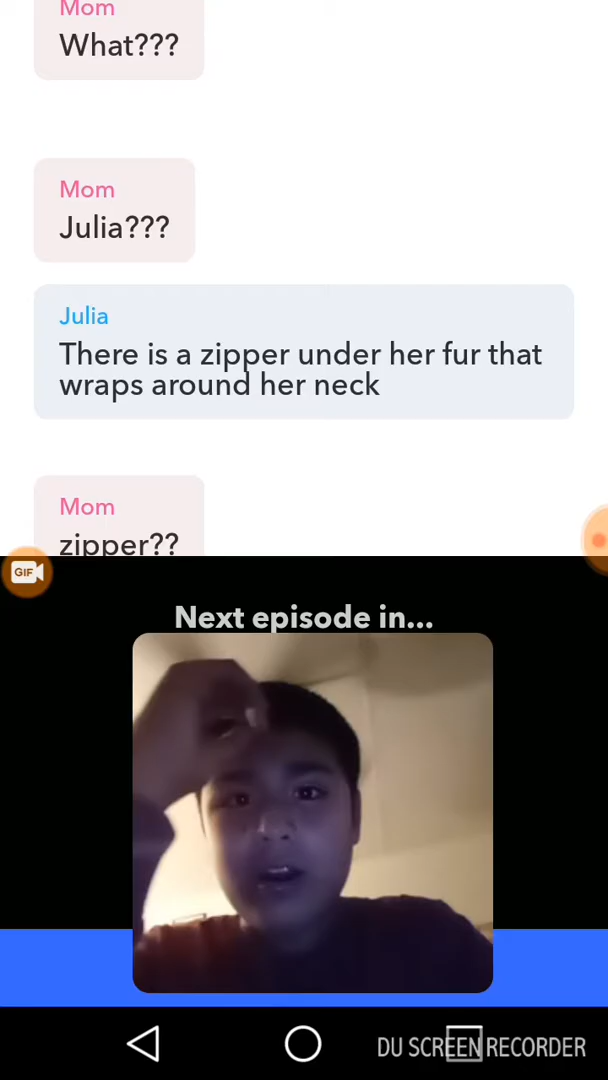 Mom
What???
Mom
Julia???
Julia
There is a zipper under her fur that
wraps around her neck
Mom
zipper??
GIF
Next episode in...
DU SCREEN RECORDER